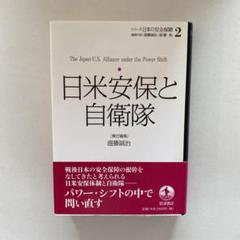 シリーズ日本の安全保障 2
The Japan-U.S. Alliance under the Power Shift
日米安保と
自衛隊
遠藤誠治
戦後日本の安全保障の根幹を
なしてきたと考えられる
日米安保体制と自衛隊——
パワー・シフトの中で
問い直す
岩波書店